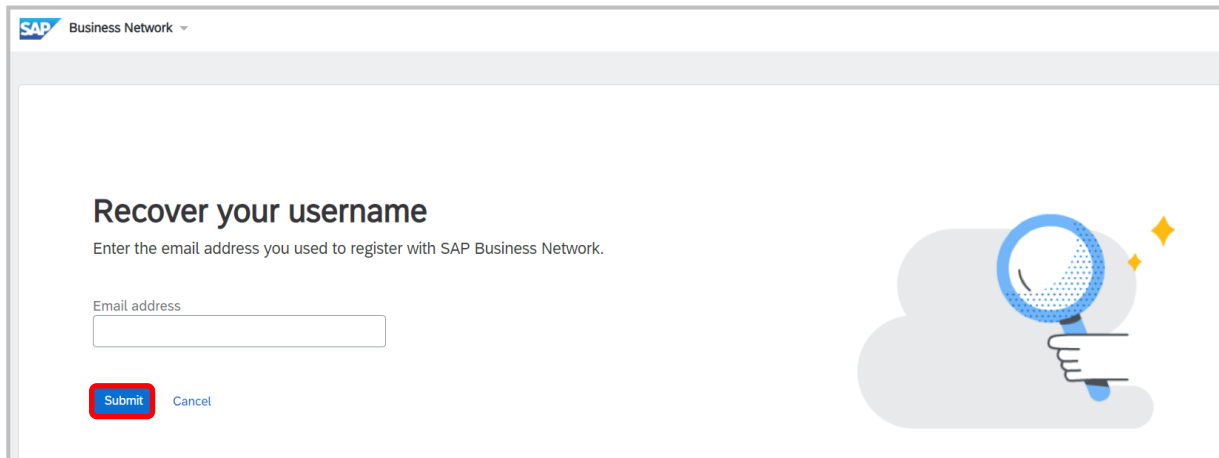 SAP Business Network
Recover your username
Enter the email address you used to register with SAP Business Network.
Email address
Submit Cancel